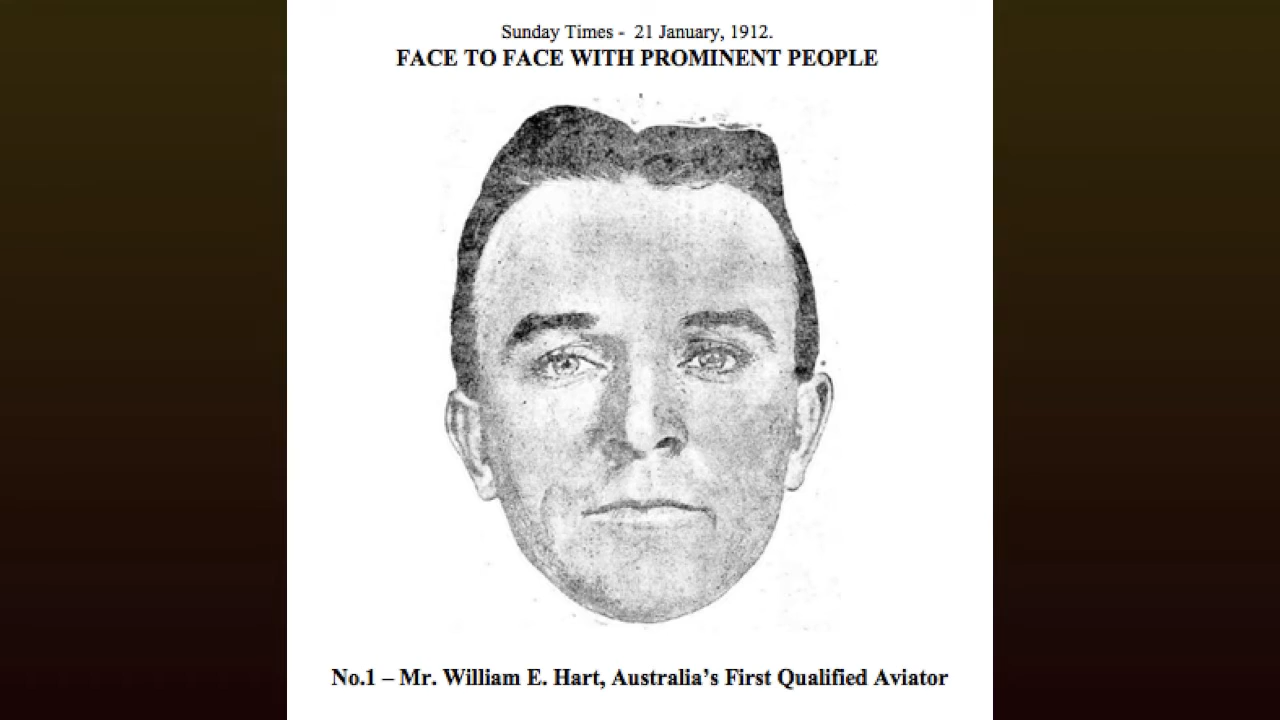 Sunday Times - 21 January, 1912.
FACE TO FACE WITH PROMINENT PEOPLE
No.1 – Mr. William E. Hart, Australia’s First Qualified Aviator